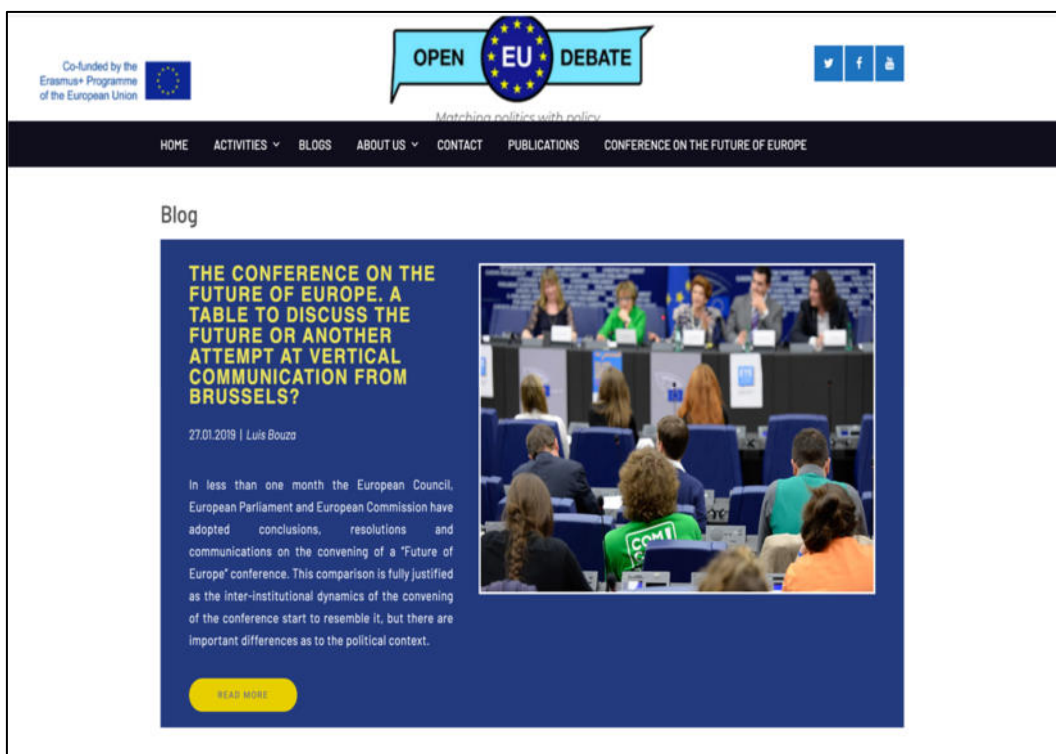 Co-funded by the
Erasmus+ Programme
of the European Union
OPEN EU DEBATE
Matching politics with policy
HOME ACTIVITIES BLOGS ABOUT US CONTACT PUBLICATIONS CONFERENCE ON THE FUTURE OF EUROPE
Blog
THE CONFERENCE ON THE
FUTURE OF EUROPE. A
TABLE TO DISCUSS THE
FUTURE OR ANOTHER
ATTEMPT AT VERTICAL
COMMUNICATION FROM
BRUSSELS?
27.01.2019 | Luis Bouza
In less than one month the European Council,
European Parliament and European Commission have
adopted conclusions, resolutions and
communications on the convening of a "Future of
Europe" conference. This comparison is fully justified
as the inter-institutional dynamics of the convening
of the conference start to resemble it, but there are
important differences as to the political context.
READ MORE